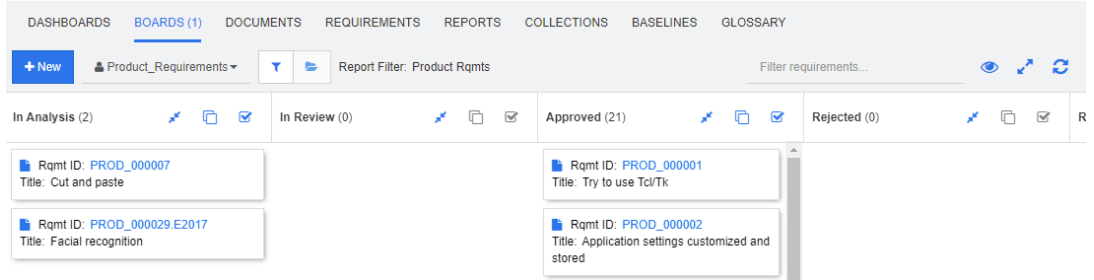 DASHBOARDS BOARDS (1) DOCUMENTS REQUIREMENTS REPORTS COLLECTIONS BASELINES GLOSSARY
+ New Product_Requirements Report Filter: Product Rqmts Filter requirements...
In Analysis (2) In Review (0) Approved (21) Rejected (0) R
Rqmt ID: PROD_000007
Title: Cut and paste
Rqmt ID: PROD_000029.E2017
Title: Facial recognition
Rqmt ID: PROD_000001
Title: Try to use Tcl/Tk
Rqmt ID: PROD_000002
Title: Application settings customized and
stored